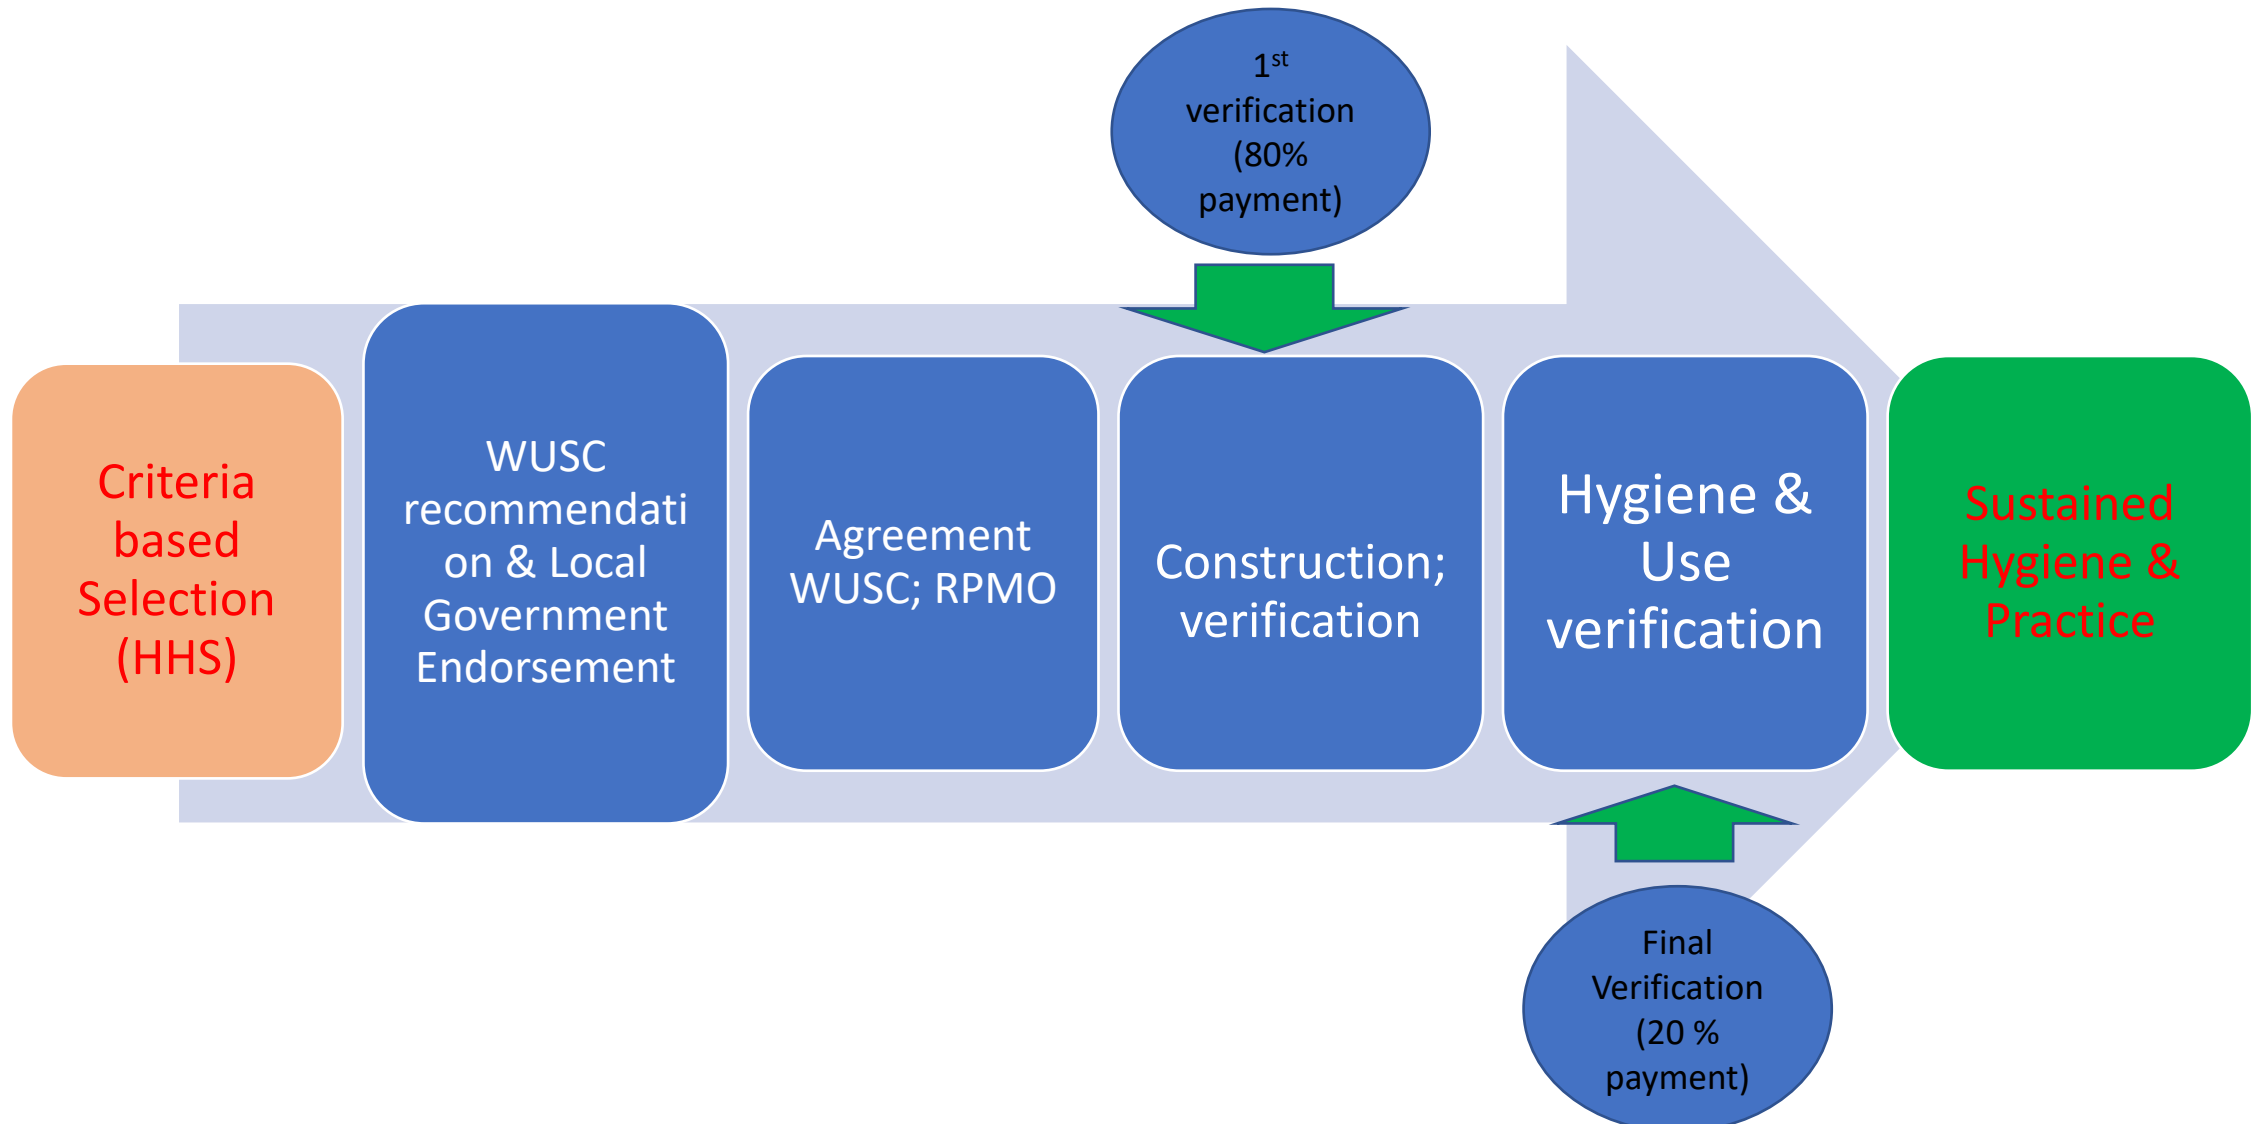 1st
verification
(80%
payment)
Criteria
based
Selection
(HHS)
WUSC
recommendati
on & Local
Government
Endorsement
Agreement
WUSC; RPMO
Construction;
verification
Hygiene &
Use
verification
Sustained
Hygiene &
Practice
Final
Verification
(20 %
payment)